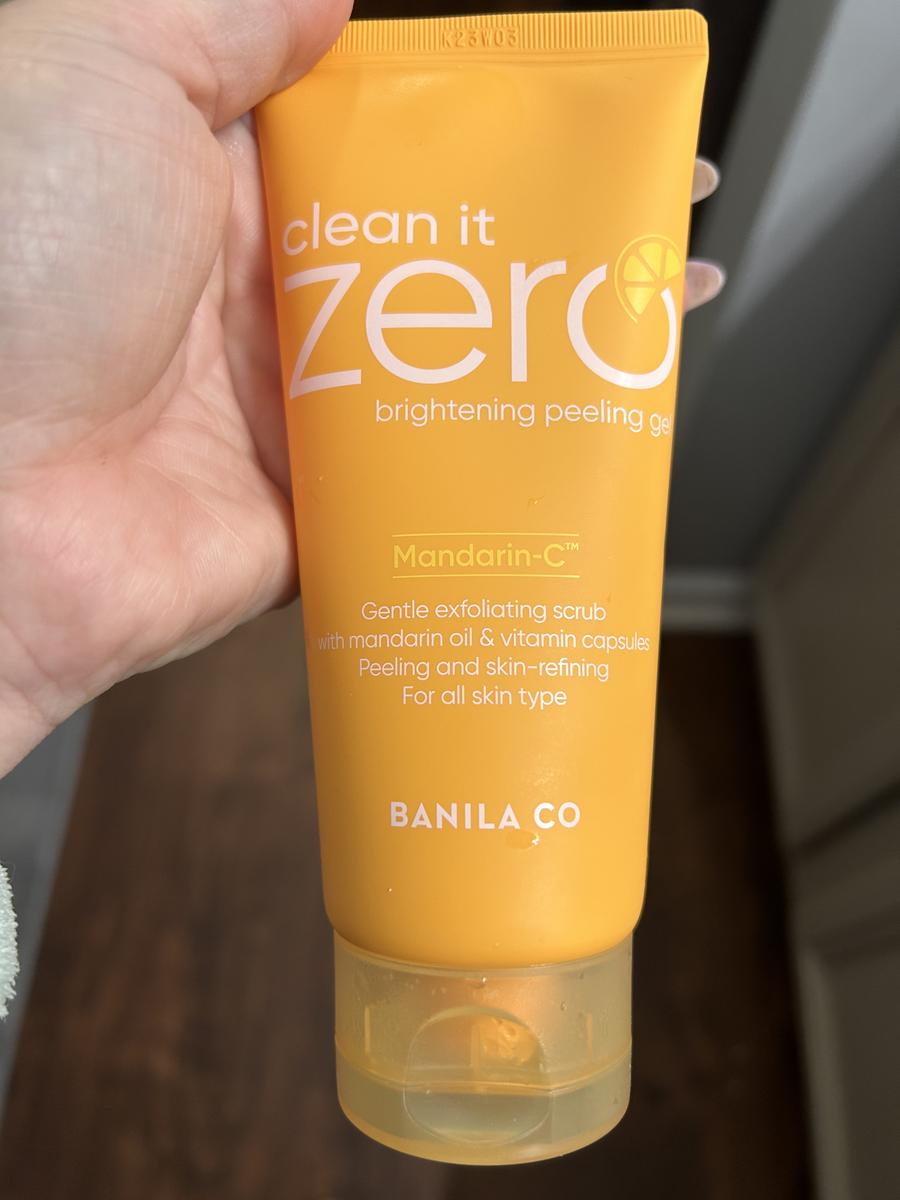 K23W03
clean it
zero
brightening peeling gel
Mandarin-C™
Gentle exfoliating scrub
with mandarin oil & vitamin capsules
Peeling and skin-refining
For all skin type
BANILA CO